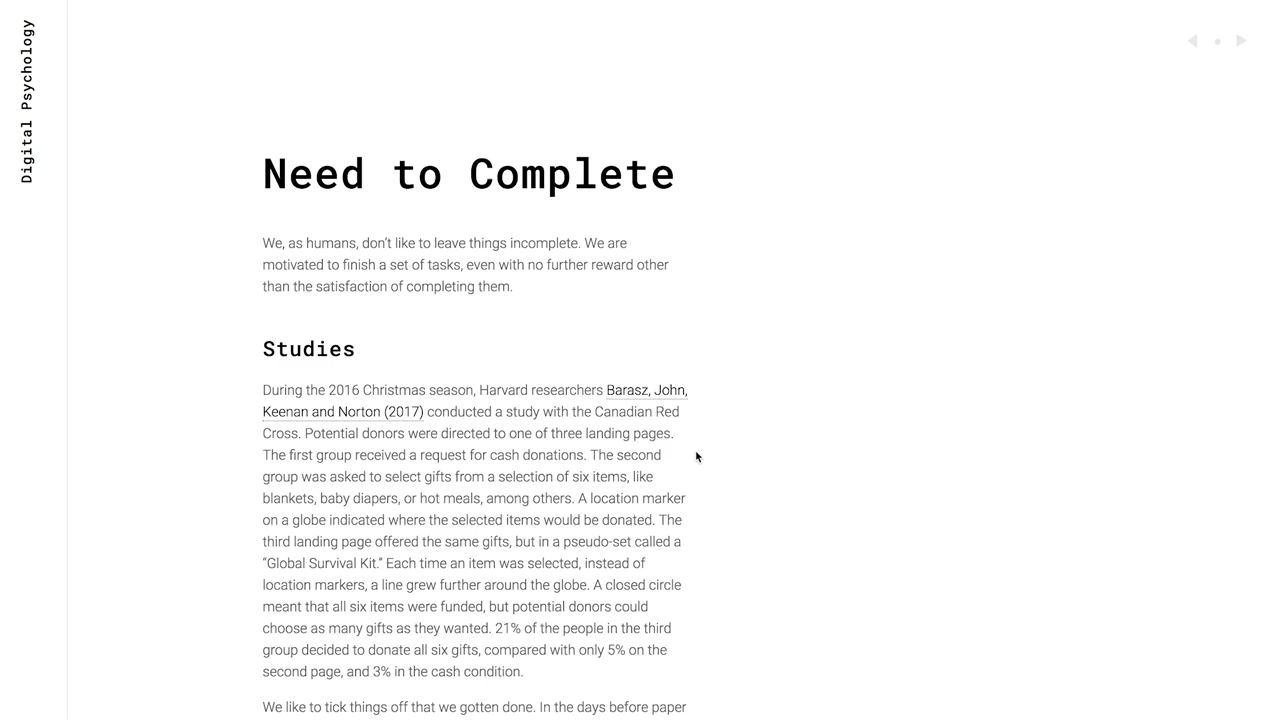 Digital Psychology
Need to Complete
We, as humans, don’t like to leave things incomplete. We are
motivated to finish a set of tasks, even with no further reward other
than the satisfaction of completing them.
Studies
During the 2016 Christmas season, Harvard researchers Barasz, John,
Keenan and Norton (2017) conducted a study with the Canadian Red
Cross. Potential donors were directed to one of three landing pages.
The first group received a request for cash donations. The second
group was asked to select gifts from a selection of six items, like
blankets, baby diapers, or hot meals, among others. A location marker
on a globe indicated where the selected items would be donated. The
third landing page offered the same gifts, but in a pseudo-set called a
“Global Survival Kit.” Each time an item was selected, instead of
location markers, a line grew further around the globe. A closed circle
meant that all six items were funded, but potential donors could
choose as many gifts as they wanted. 21% of the people in the third
group decided to donate all six gifts, compared with only 5% on the
second page, and 3% in the cash condition.
We like to tick things off that we gotten done. In the days before paper